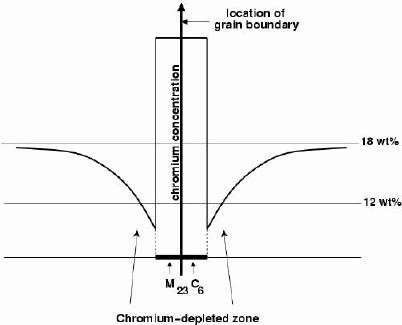 location of
grain boundary
chromium concentration
18 wt%
12 wt%
M23C6
Chromium-depleted zone